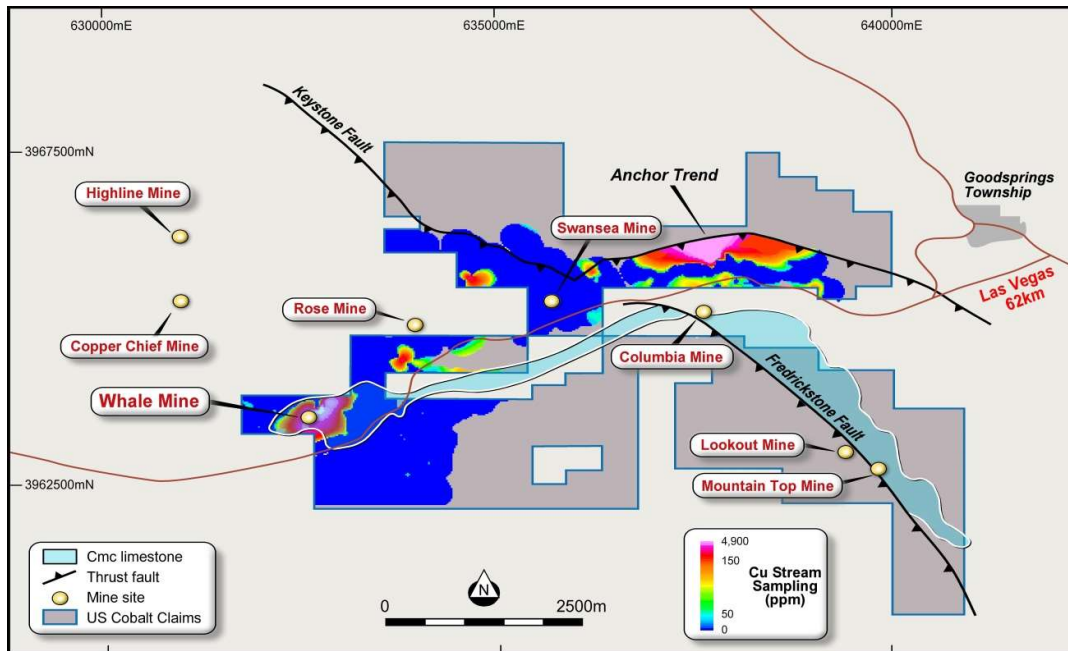 630000mE
635000mE
640000mE
3967500mN
3962500mN
Keystone Fault
Highline Mine
Anchor Trend
Goodsprings
Township
Swansea Mine
Las Vegas
62km
Rose Mine
Copper Chief Mine
Columbia Mine
Fredrickstone Fault
Whale Mine
Lookout Mine
Mountain Top Mine
Cmc limestone
Thrust fault
Mine site
US Cobalt Claims
N
0
2500m
4,900
150
50
0
Cu Stream
Sampling
(ppm)